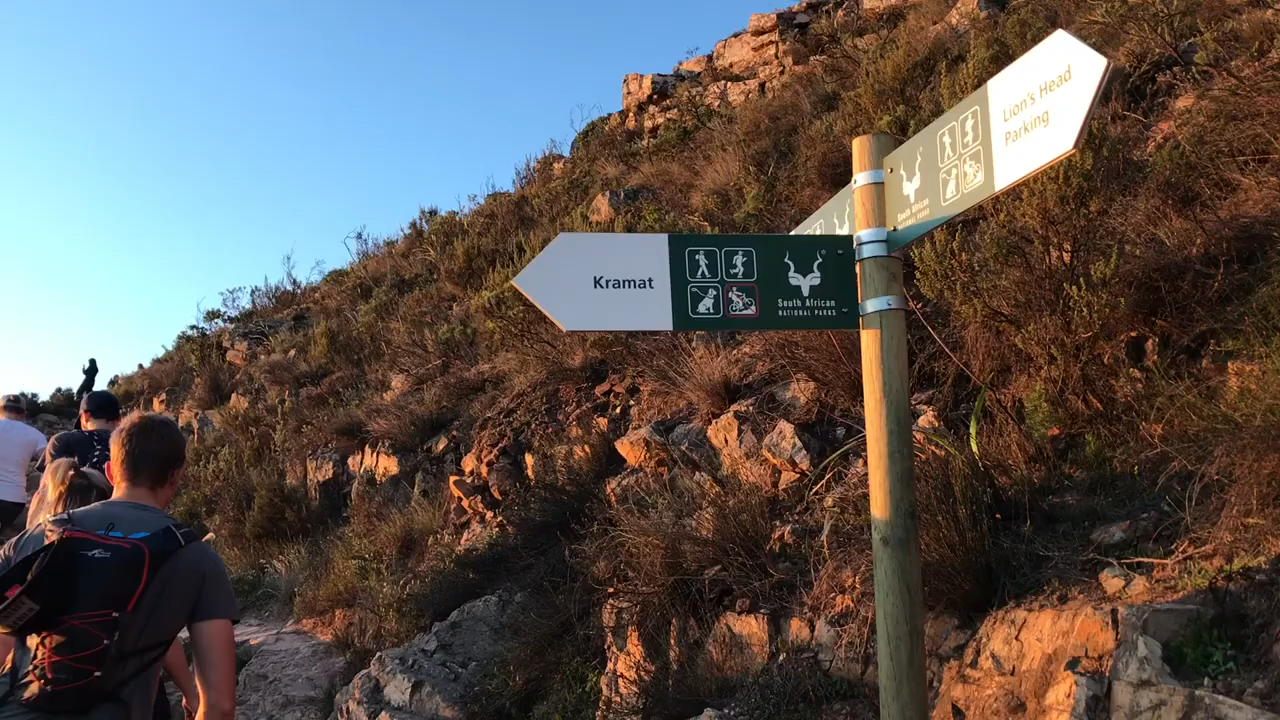 Lion's Head
Parking
South African
NATIONAL PARKS
Kramat
South African
NATIONAL PARKS